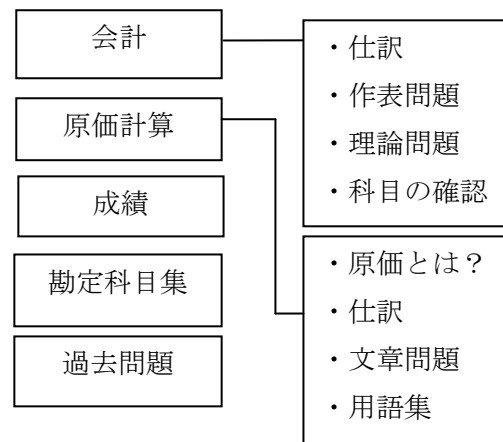 会計
原価計算
成績
勘定科目集
過去問題
・仕訳
・作表問題
・理論問題
・科目の確認
・原価とは？
・仕訳
・文章問題
・用語集